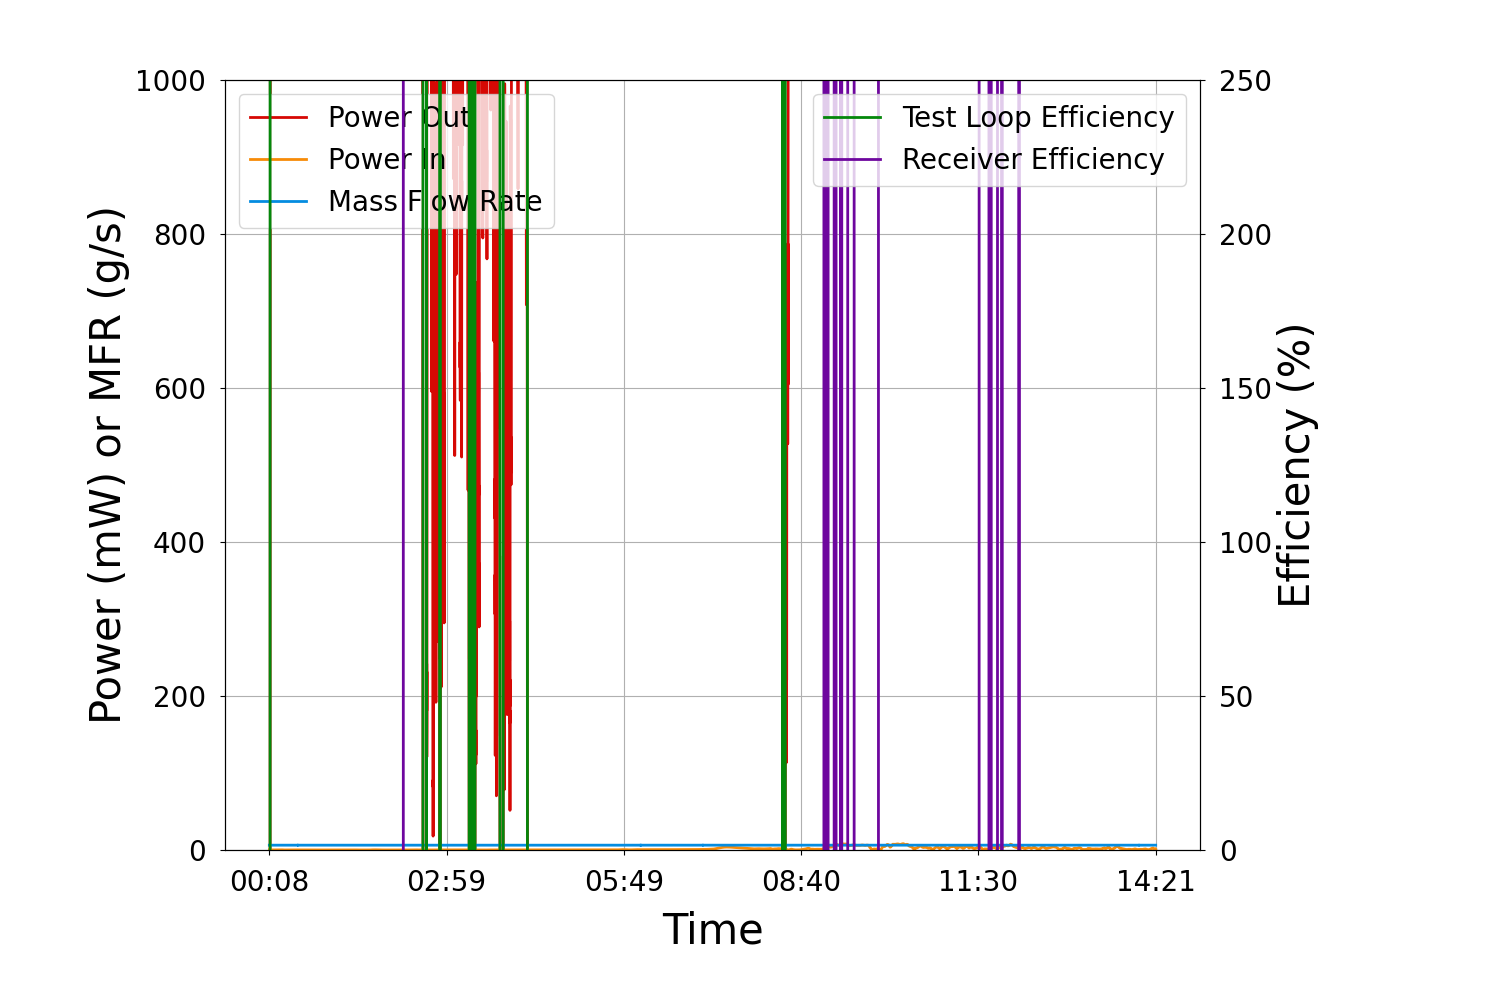 1000
800
600
400
200
0
Power (mW) or MFR (g/s)
Power Out
Power In
Mass Flow Rate
Test Loop Efficiency
Receiver Efficiency
250
200
150
100
50
0
Efficiency (%)
00:08 02:59 05:49 08:40 11:30 14:21
Time